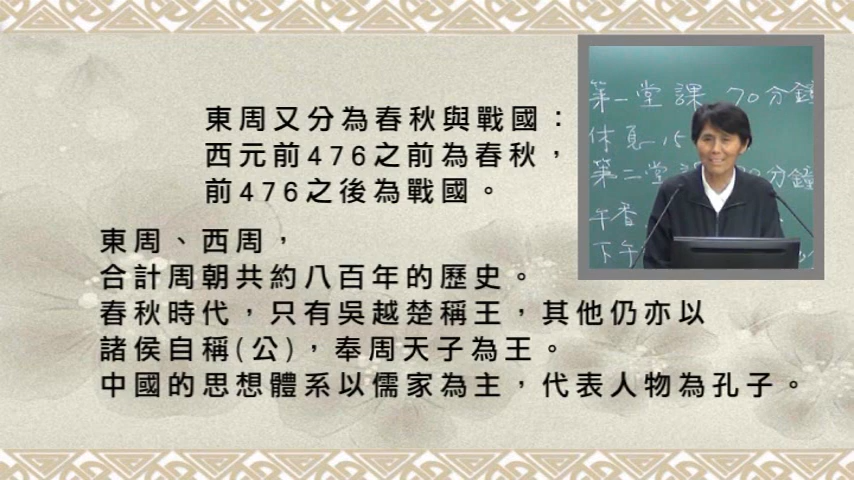 東周又分為春秋與戰國：
西元前476之前為春秋，
前476之後為戰國。
東周、西周，
合計周朝共約八百年的歷史。
春秋時代，只有吳越楚稱王，其他仍亦以
諸侯自稱(公)，奉周天子為王。
中國的思想體系以儒家為主，代表人物為孔子。
第一堂課 70分鐘
休息 15
第二堂 分鐘
午
下午